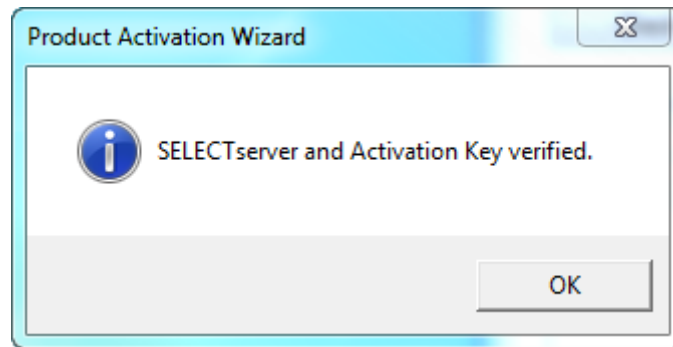 Product Activation Wizard
SELECTserver and Activation Key verified.
OK